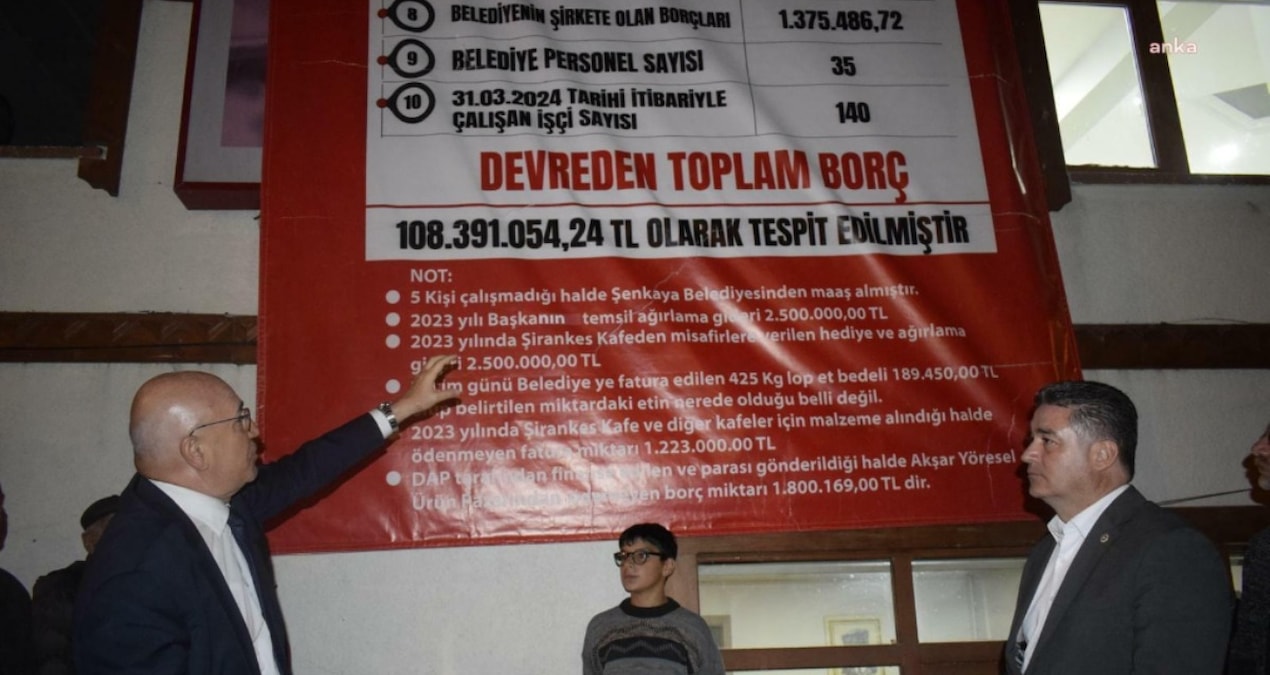 anka
8 BELEDİYENİN ŞİRKETE OLAN BORÇLARI 1.375.486,72
9 BELEDİYE PERSONEL SAYISI 35
10 31.03.2024 TARİHİ İTİBARİYLE
ÇALIŞAN İŞÇİ SAYISI 140
DEVREDEN TOPLAM BORÇ
108.391.054,24 TL OLARAK TESPİT EDİLMİŞTİR
NOT:
5 Kişi çalışmadığı halde Şenkaya Belediyesinden maaş almıştır.
2023 yılı Başkanın temsil ağırlama gideri 2.500.000,00 TL
2023 yılında Şirankes Kafeden misafirlere verilen hediye ve ağırlama
2.500.000,00 TL
günü Belediye ye fatura edilen 425 Kg lop et bedeli 189.450,00 TL
belirtilen miktardaki etin nerede olduğu belli değil.
2023 yılında Şirankes Kafe ve diğer kafeler için malzeme alındığı halde
ödenmeyen fatura miktarı 1.223.000.00 TL
DAP ve parası gönderildiği halde Akşar Yöresel
Ürün borç miktarı 1.800.169,00 TL dir.